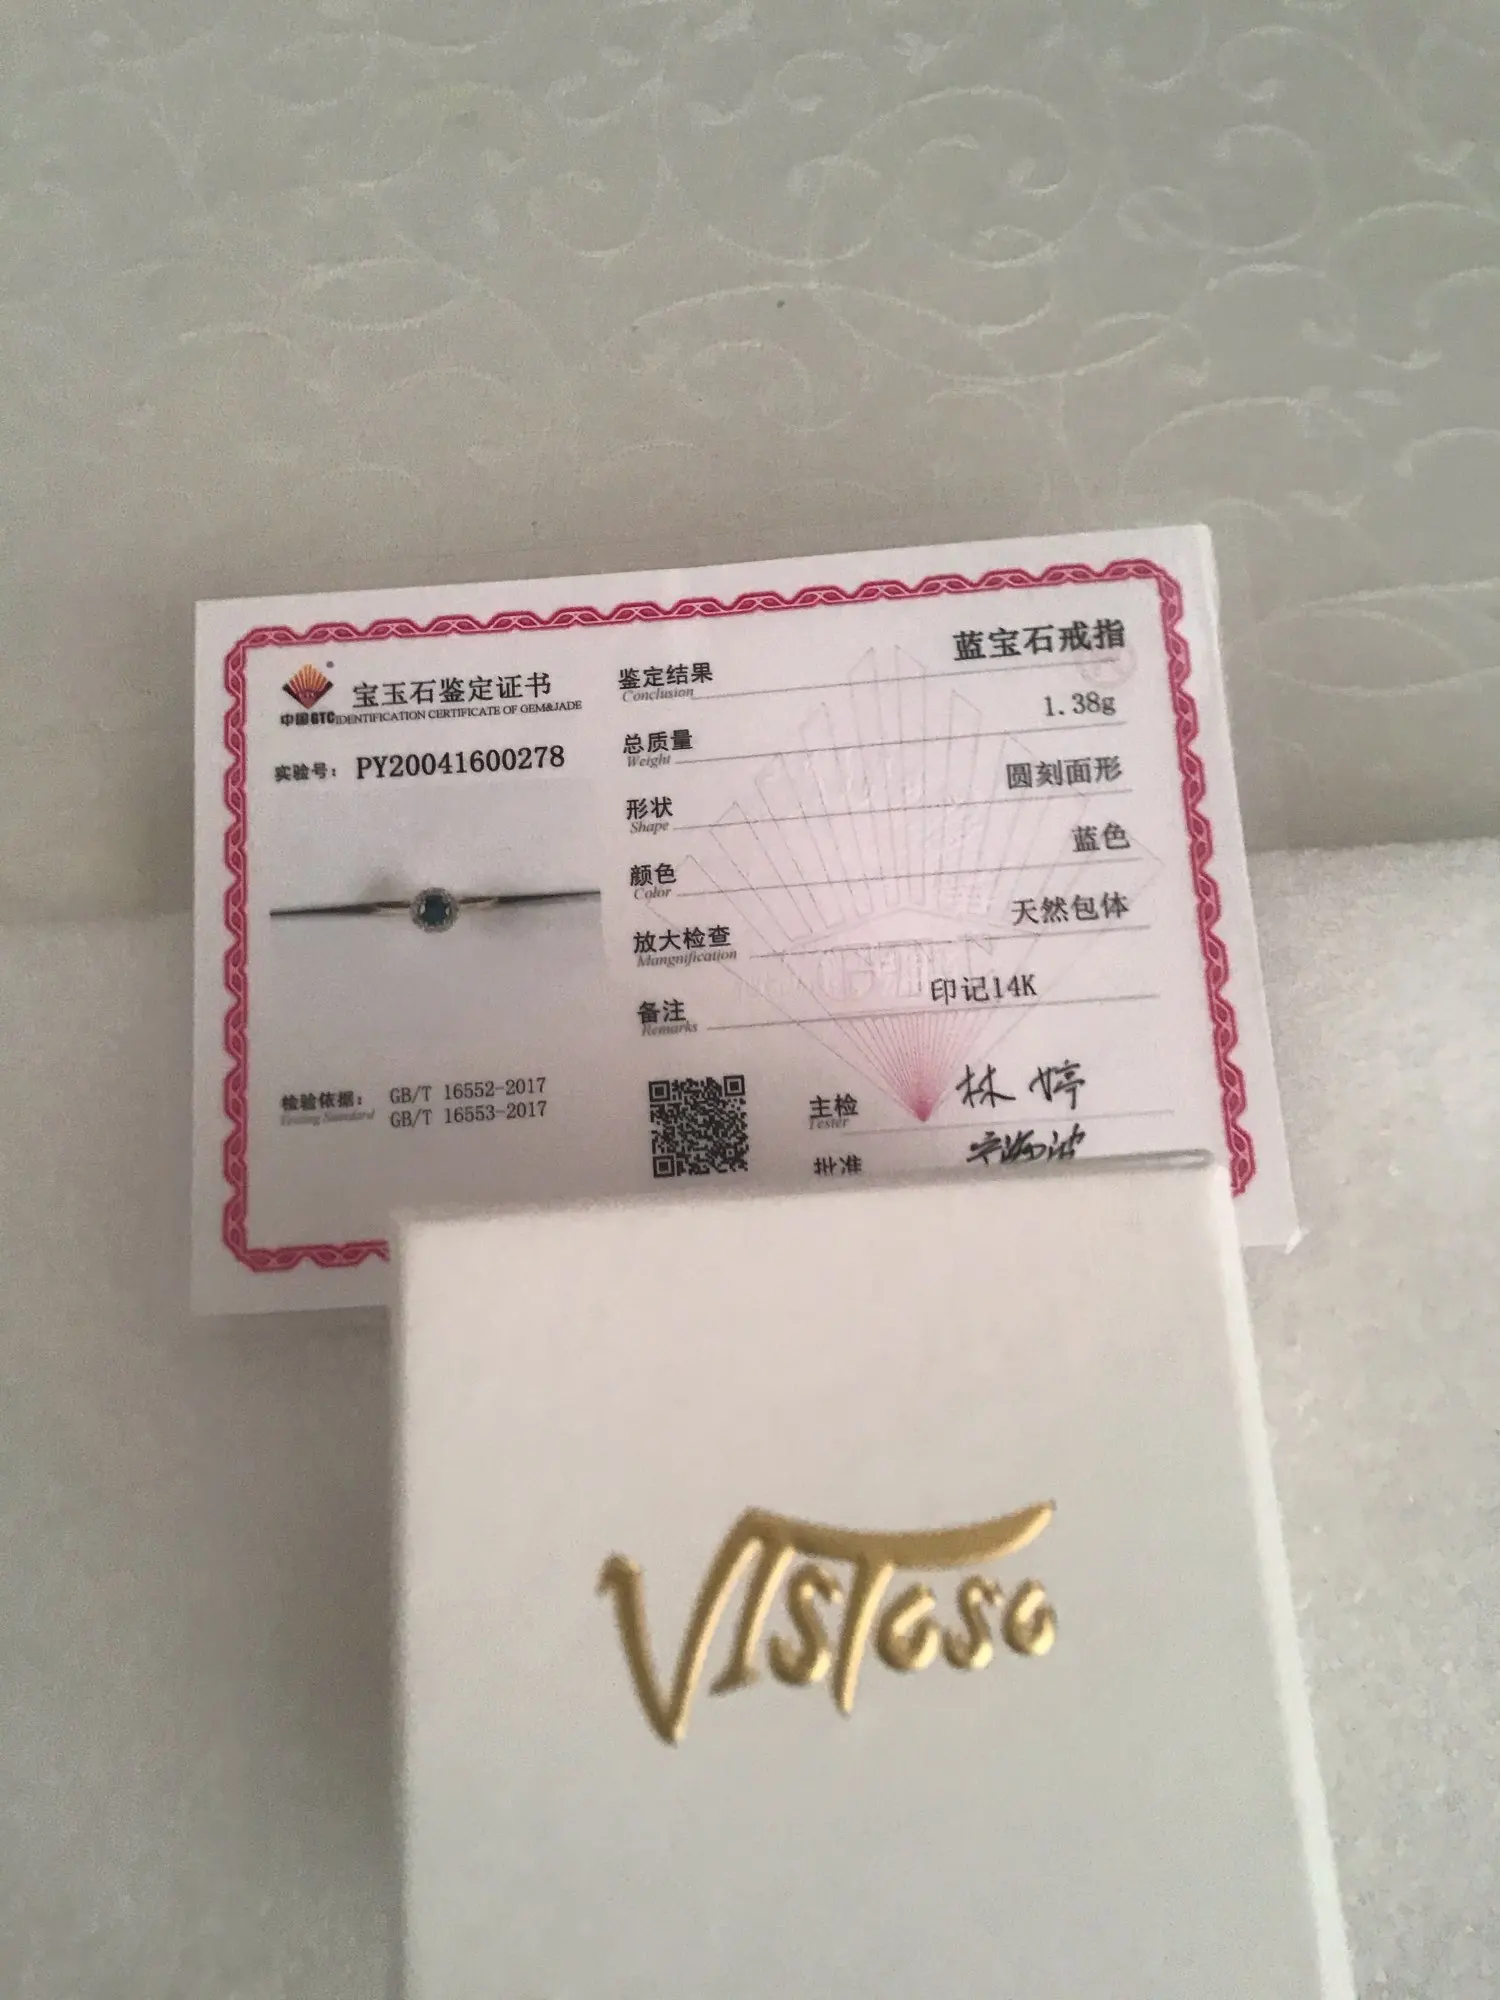 宝玉石鉴定证书
中国GTC IDENTIFICATION CERTIFICATE OF GEM&JADE
实验号： PY20041600278
检验依据： GB/T 16552-2017
Testing Standard GB/T 16553-2017
鉴定结果 蓝宝石戒指
Conclusion
总质量 1.38g
Weight
形状 圆刻面形
Shape
颜色 蓝色
Color
放大检查 天然包体
Mangnification
备注 印记14K
Remarks
主检 林婷
Tester
批准
VISTOSO